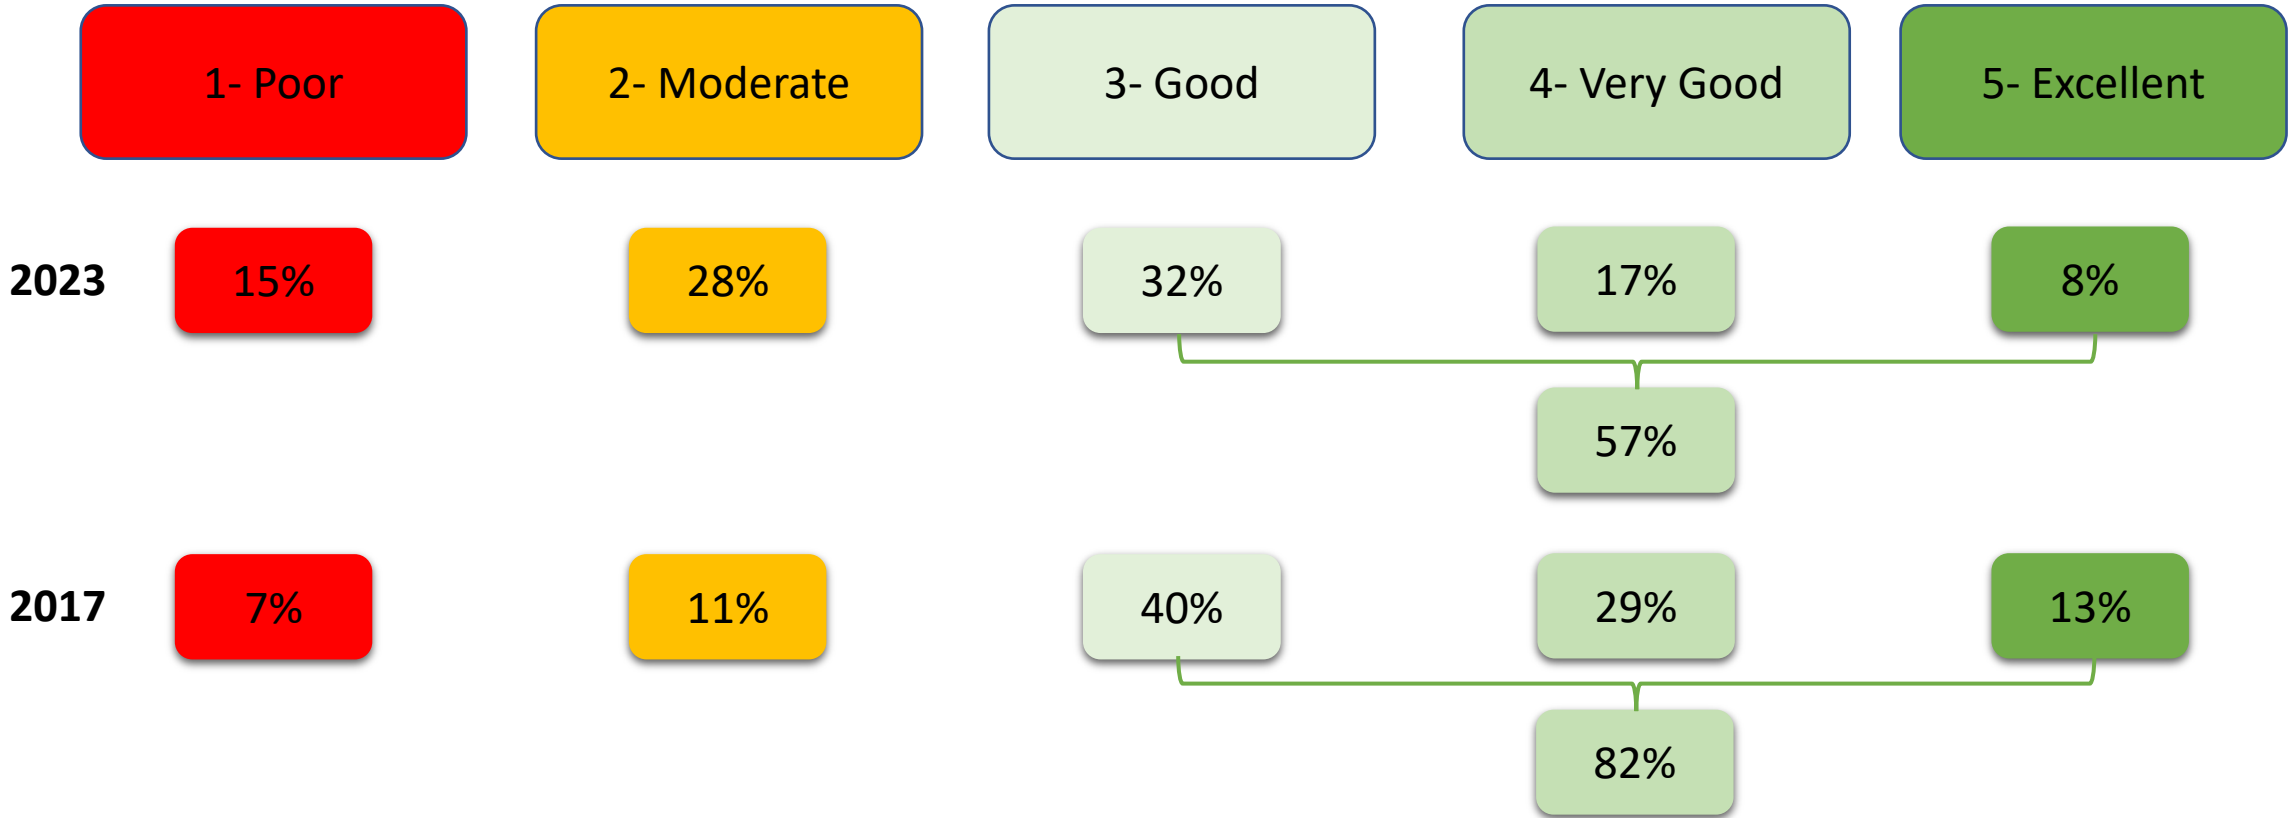 1- Poor
2- Moderate
3- Good
4- Very Good
5- Excellent
2023
15%
28%
32%
17%
8%
57%
2017
7%
11%
40%
29%
13%
82%